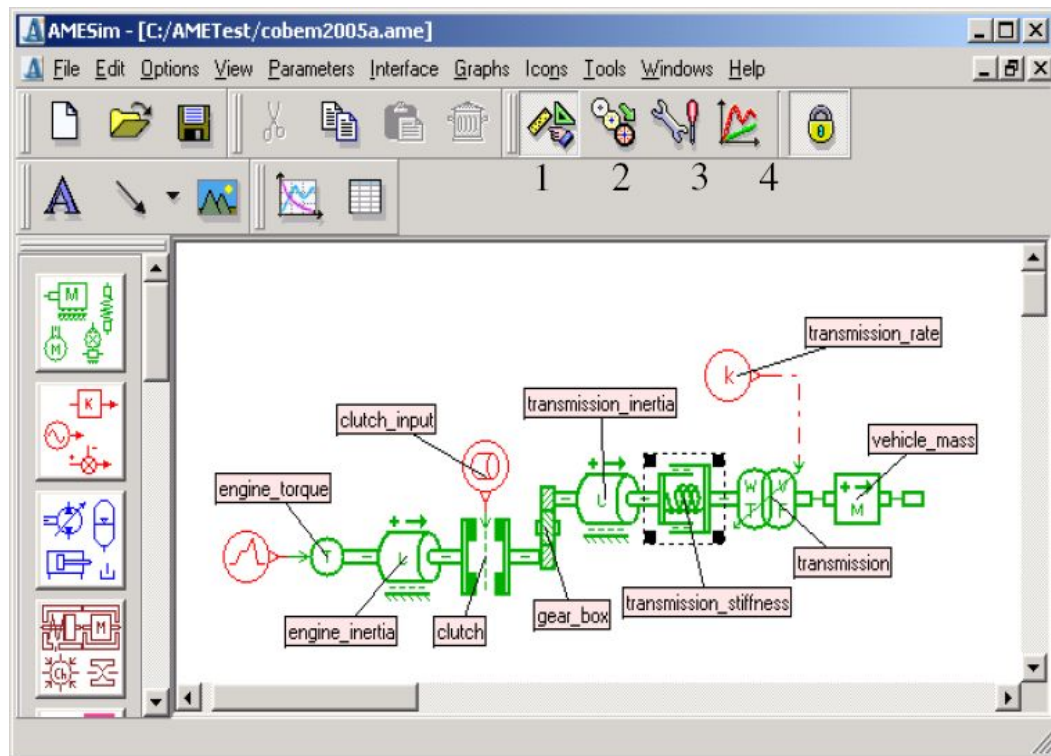 AMESim - [C:/AMETest/cobem2005a.ame]
File Edit Options View Parameters Interface Graphs Icons Tools Windows Help
1 2 3 4
A
M
M
K
Ch M
transmission_rate
k
transmission_inertia
clutch_input
vehicle_mass
engine_torque
J
W T V F
M
T
k
transmission
transmission_stiffness
gear_box
engine_inertia
clutch